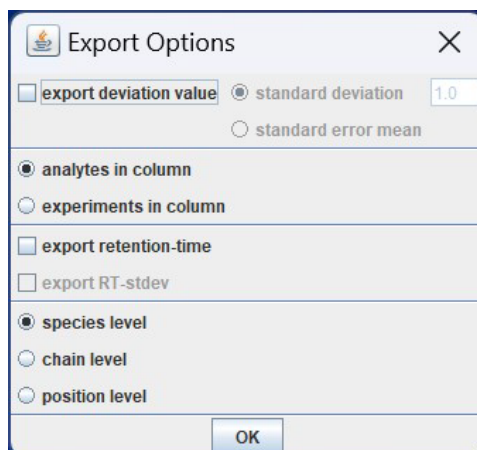 Export Options
export deviation value standard deviation 1.0
standard error mean
analytes in column
experiments in column
export retention-time
export RT-stdev
species level
chain level
position level
OK